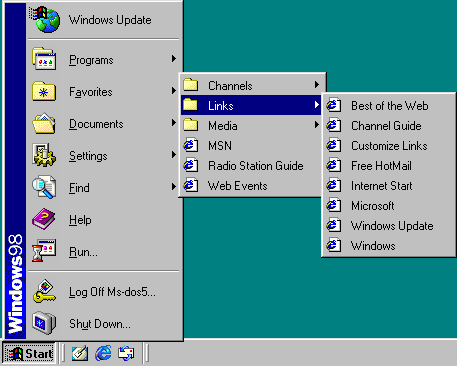 Windows Update
Programs
Favorites
Documents
Settings
Find
Help
Run...
Log Off Ms-dos5...
Shut Down...
Windows98
Channels
Links
Media
MSN
Radio Station Guide
Web Events
Best of the Web
Channel Guide
Customize Links
Free HotMail
Internet Start
Microsoft
Windows Update
Windows
Start